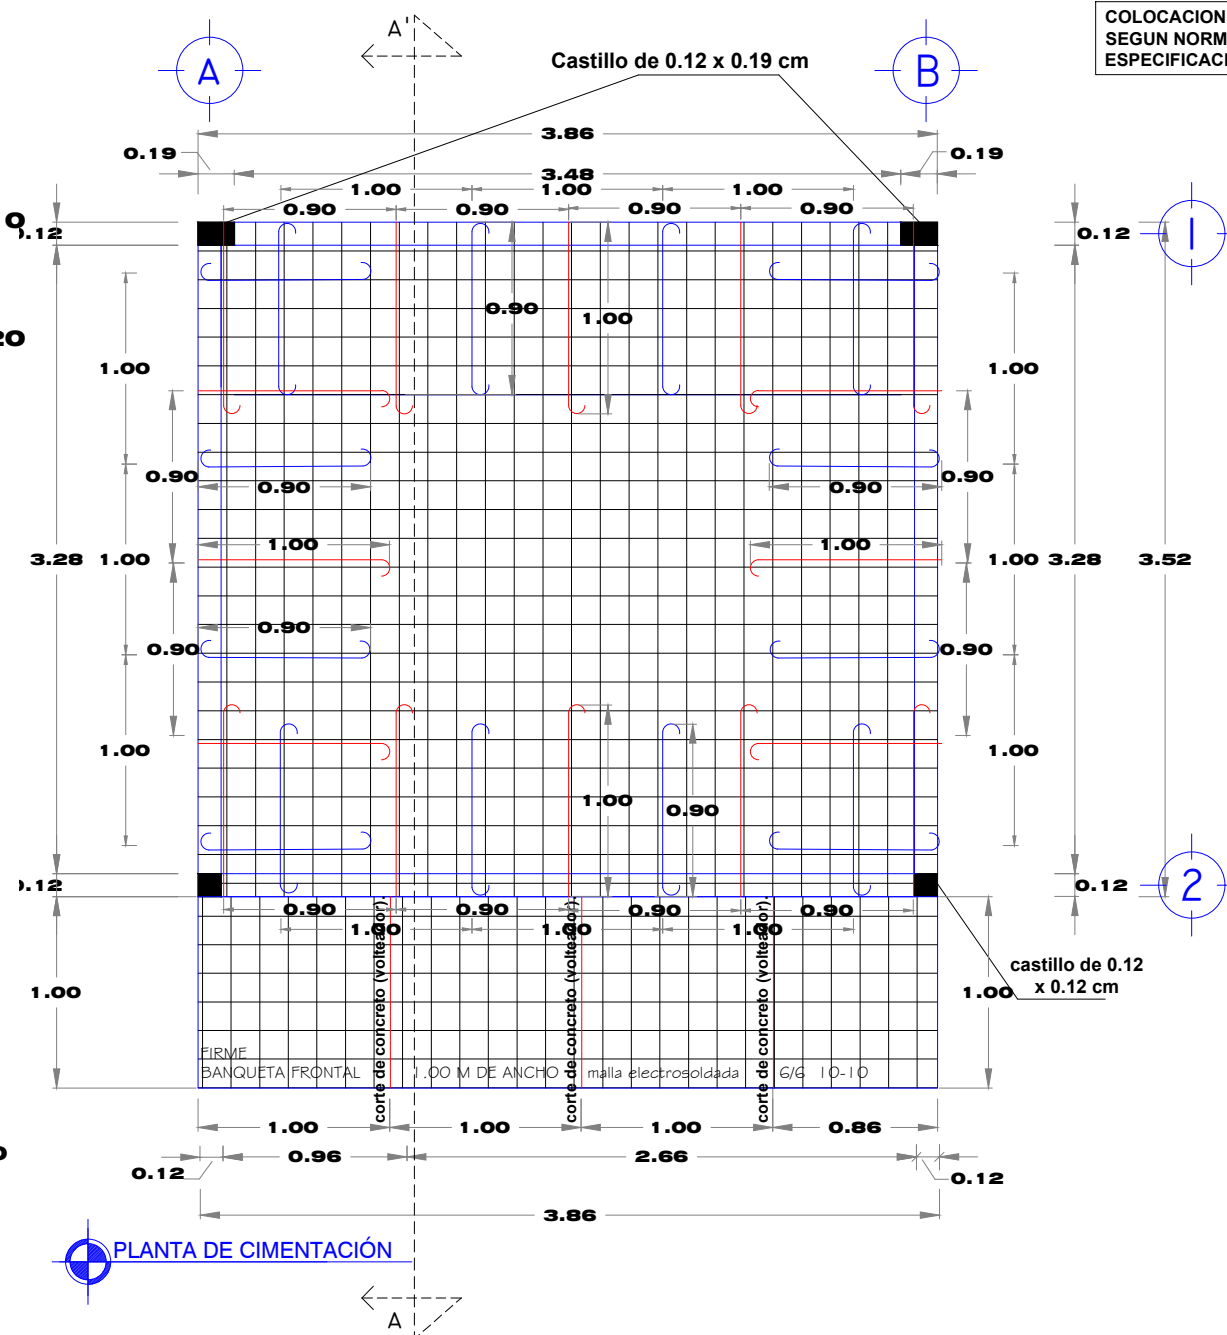 COLOCACION
SEGUN NORM
ESPECIFICACI
A'
A
B
Castillo de 0.12 x 0.19 cm
3.86
0.19
3.48
0.19
1.00 1.00 1.00
0.90 0.90 0.90 0.90
0
0.12
0.12
1
0.90
1.00
20
1.00
1.00
0.90
0.90
0.90
0.90
1.00
1.00
3.28
1.00
1.00
3.28
3.52
0.90
0.90
0.90
1.00
1.00
1.00
0.90
0.12
0.12
2
0.90 0.90 0.90 0.90
1.00 1.00 1.00
corte de concreto (volteador)
corte de concreto (volteador)
corte de concreto (volteador)
castillo de 0.12
x 0.12 cm
1.00
1.00
FIRME
BANQUETA FRONTAL 1.00 M DE ANCHO malla electrosoldada 6/6 10-10
1.00 1.00 1.00 0.86
0.96 2.66
0.12
0.12
3.86
PLANTA DE CIMENTACIÓN
A